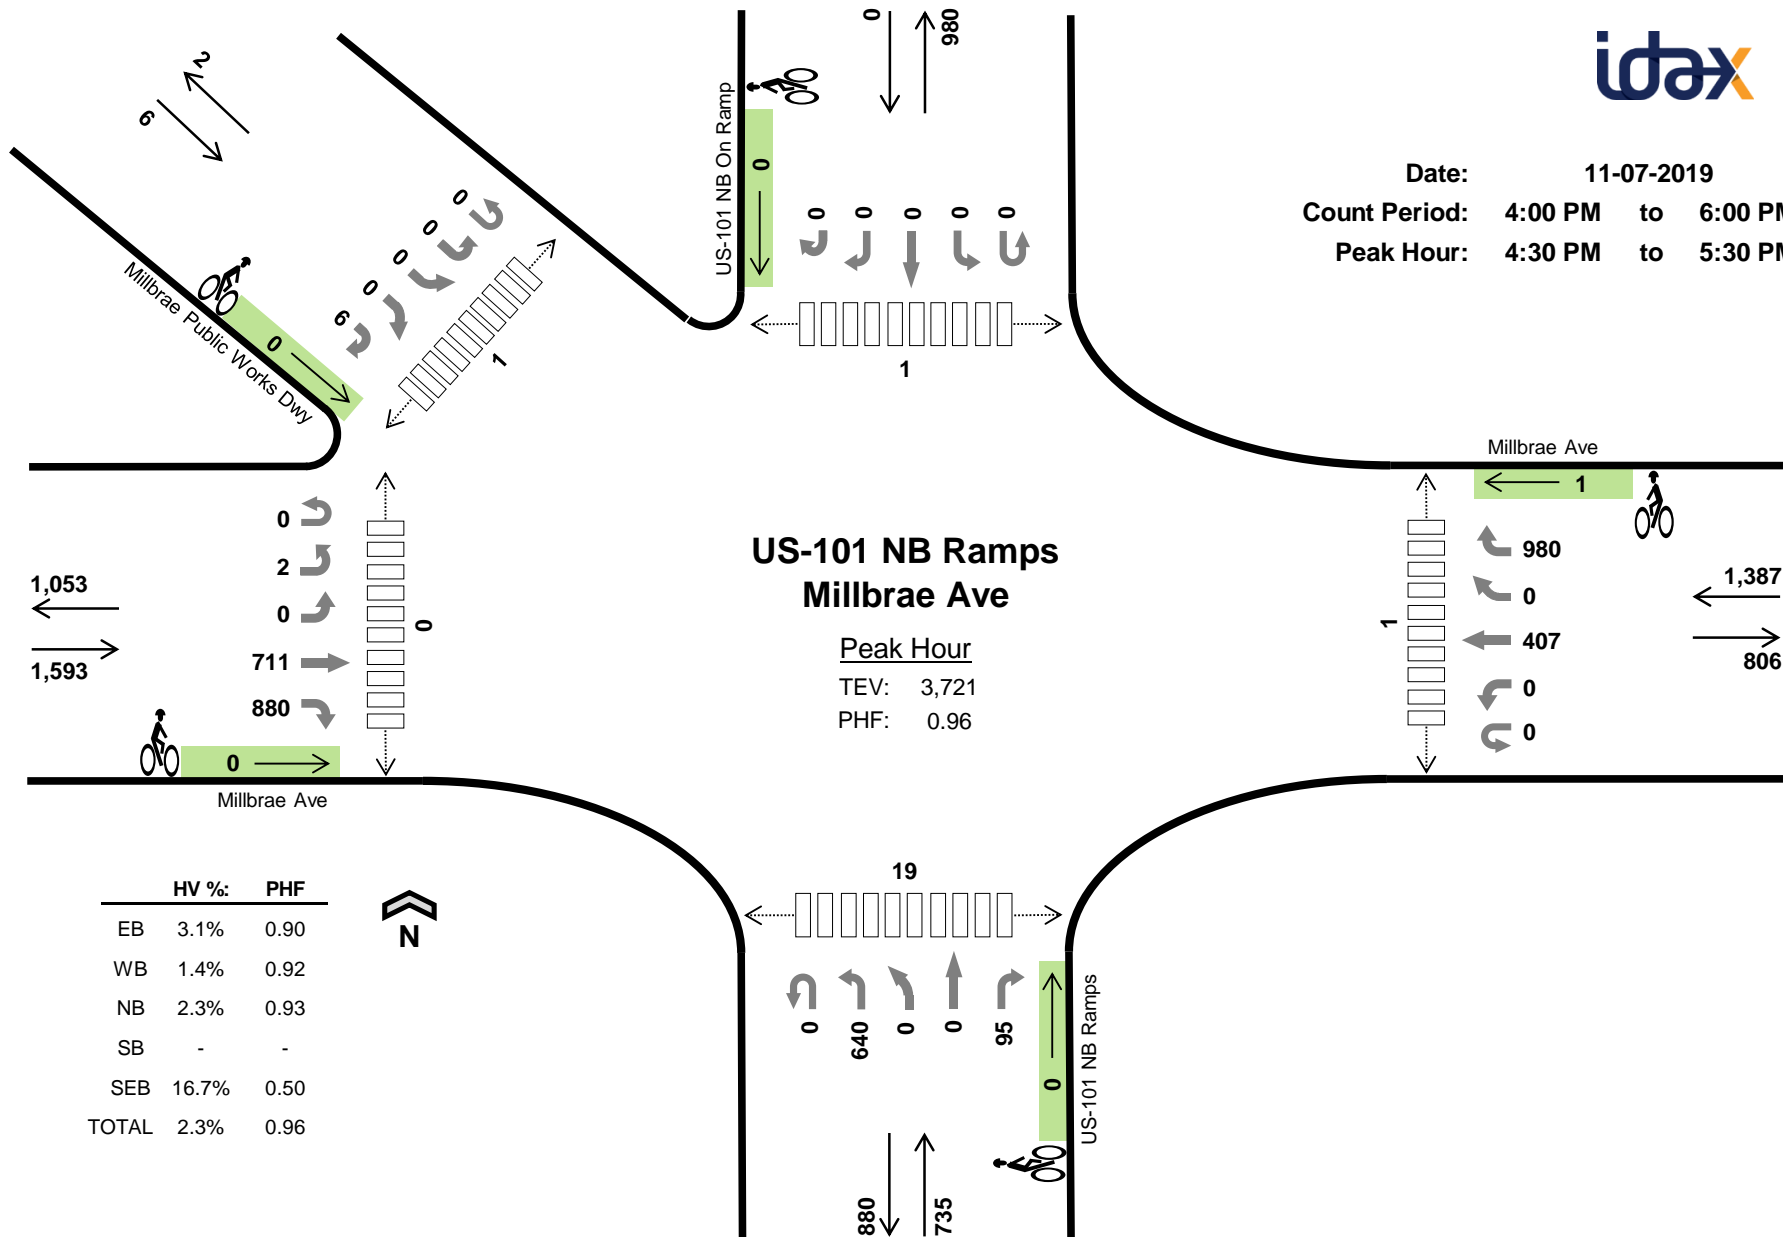 idax
Date: 11-07-2019
Count Period: 4:00 PM to 6:00 PM
Peak Hour: 4:30 PM to 5:30 PM
2
6
Millbrae Public Works Dwy
0
6
0
0
0
0
1
0
980
US-101 NB On Ramp
0
0
0
0
0
0
1
Millbrae Ave
1
980
0
407
0
0
1
1,387
806
1,053
1,593
0
2
0
711
880
0
0
Millbrae Ave
US-101 NB Ramps
Millbrae Ave
Peak Hour
TEV: 3,721
PHF: 0.96
19
0
640
0
0
95
0
US-101 NB Ramps
880
735
HV %: PHF
EB 3.1% 0.90
WB 1.4% 0.92
NB 2.3% 0.93
SB - -
SEB 16.7% 0.50
TOTAL 2.3% 0.96
N